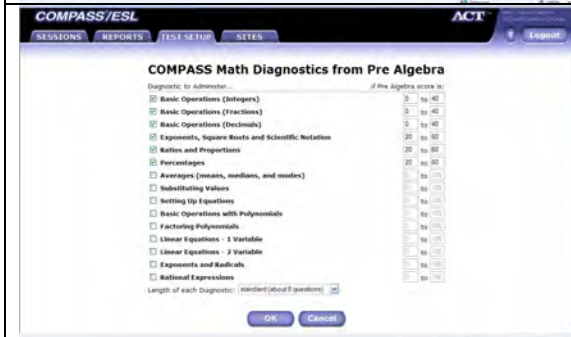 COMPASS/ESL
ACT
SESSIONS REPORTS TEST SETUP SITES
? Logout
COMPASS Math Diagnostics from Pre Algebra
Diagnostic to Administer... if Pre Algebra score is:
Basic Operations (Integers) 0 to 40
Basic Operations (Fractions) 0 to 40
Basic Operations (Decimals) 0 to 40
Exponents, Square Roots and Scientific Notation 20 to 60
Ratios and Proportions 20 to 60
Percentages 20 to 60
Averages (means, medians, and modes) to
Substituting Values to
Setting Up Equations to
Basic Operations with Polynomials to
Factoring Polynomials to
Linear Equations - 1 Variable to
Linear Equations - 2 Variable to
Exponents and Radicals to
Rational Expressions to
Length of each Diagnostic: standard (about 8 questions)
OK Cancel